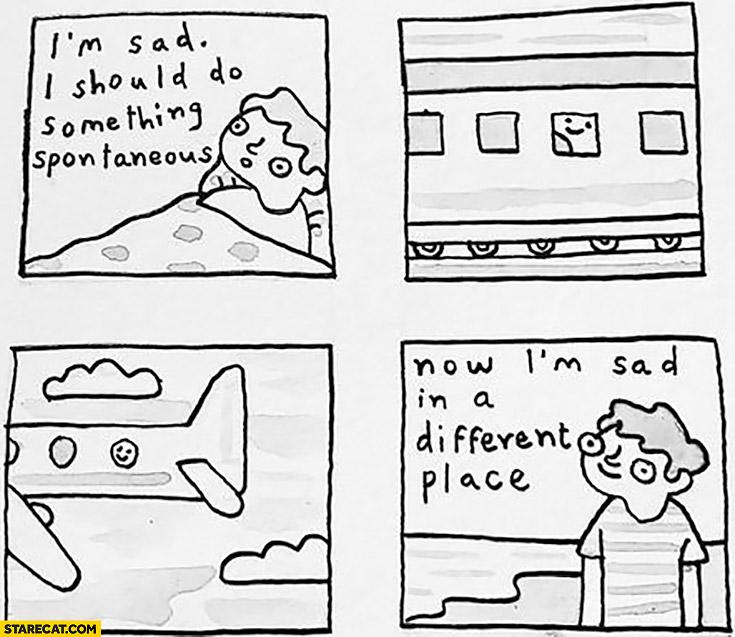 I'm sad.
I should do
something
spontaneous
now I'm sad
in a
different
place
STARECAT.COM